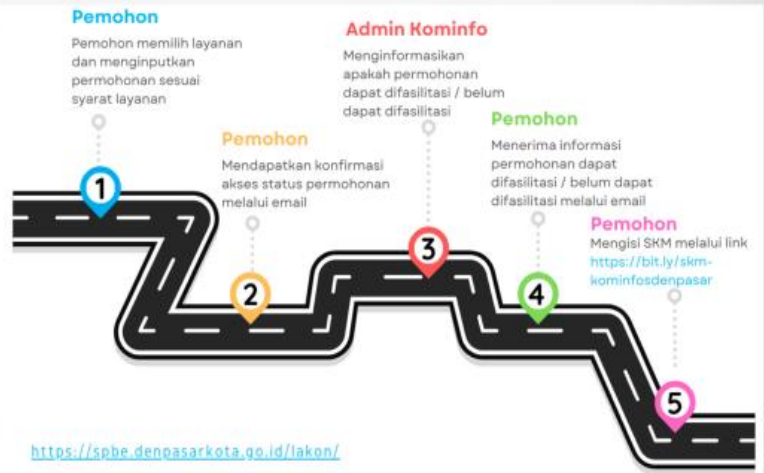 Pemohon
Pemohon memilih layanan
dan menginputkan
permohonan sesuai
syarat layanan
1
Pemohon
Mendapatkan konfirmasi
akses status permohonan
melalui email
2
Admin Kominfo
Menginformasikan
apakah permohonan
dapat difasilitasi / belum
dapat difasilitasi
3
Pemohon
Menerima informasi
permohonan dapat
difasilitasi / belum dapat
difasilitasi melalui email
4
Pemohon
Mengisi SKM melalui link
https://bit.ly/skm-
kominfosdenpasar
5
https://spbe.denpasarkota.go.id/lakon/